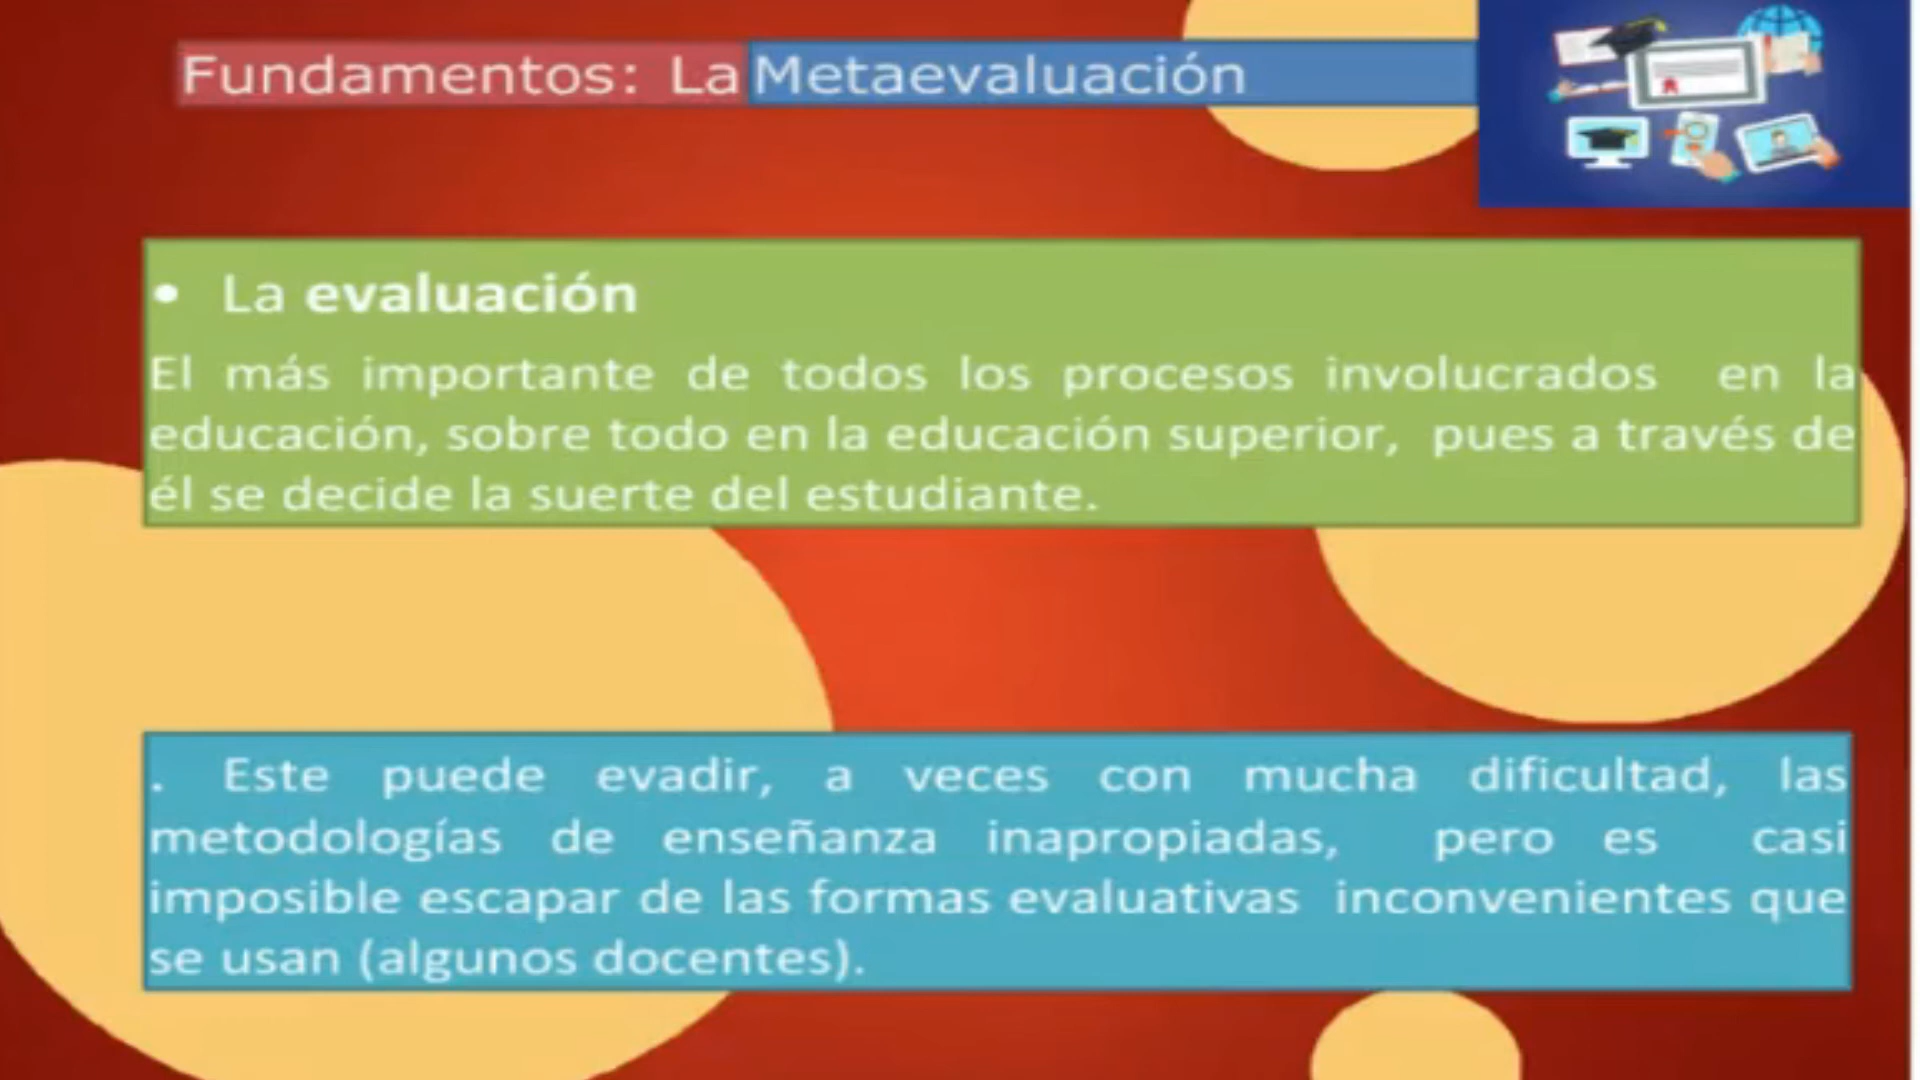 Fundamentos: La Metaevaluación
• La evaluación
El más importante de todos los procesos involucrados en la
educación, sobre todo en la educación superior, pues a través de
él se decide la suerte del estudiante.
. Este puede evadir, a veces con mucha dificultad, las
metodologías de enseñanza inapropiadas, pero es casi
imposible escapar de las formas evaluativas inconvenientes que
se usan (algunos docentes).